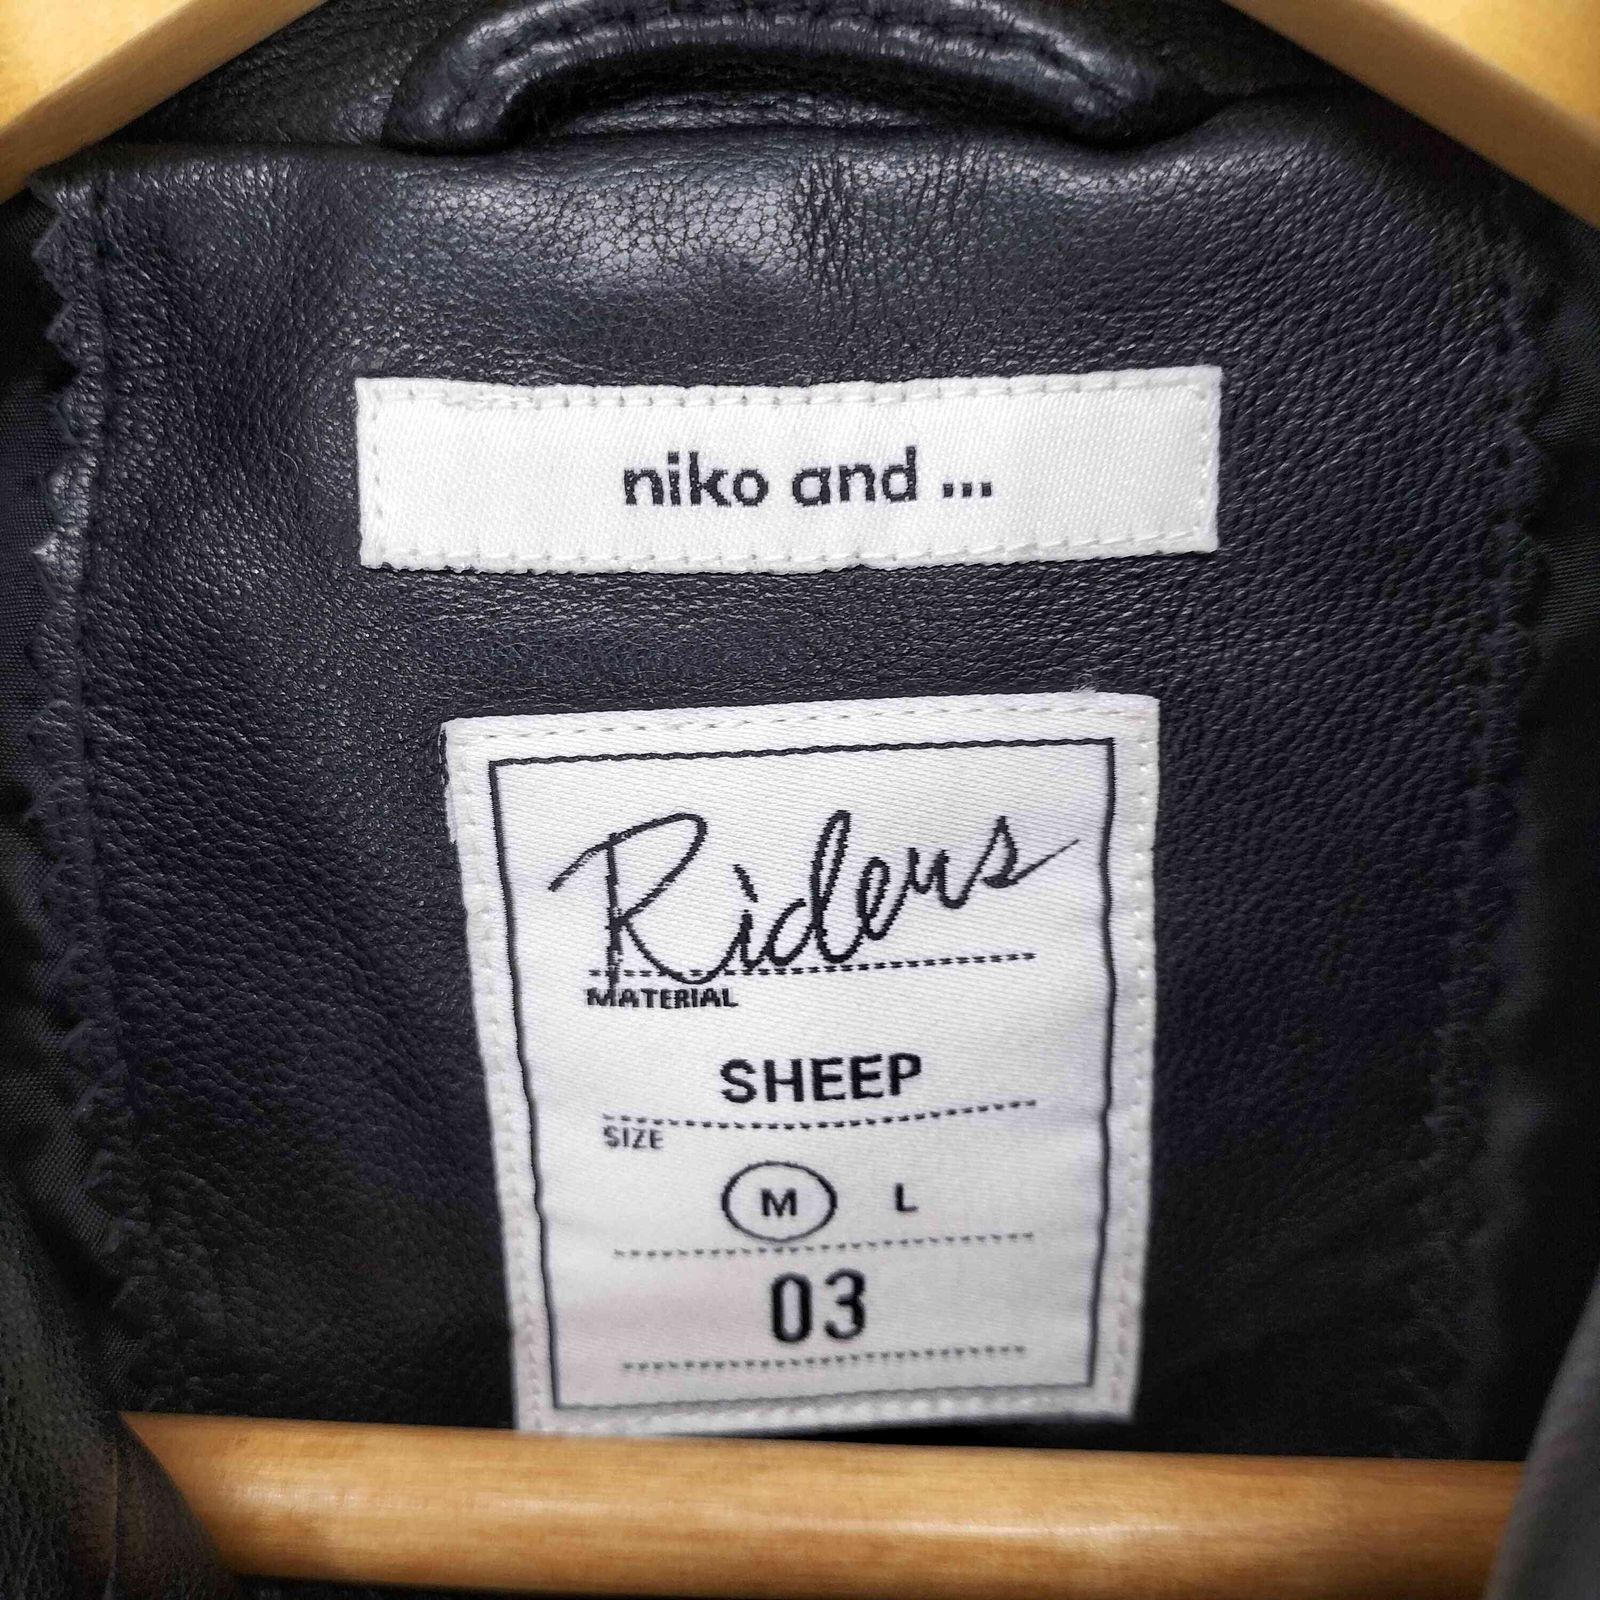 niko and ...
Riders
MATERIAL
SHEEP
SIZE
M L
03